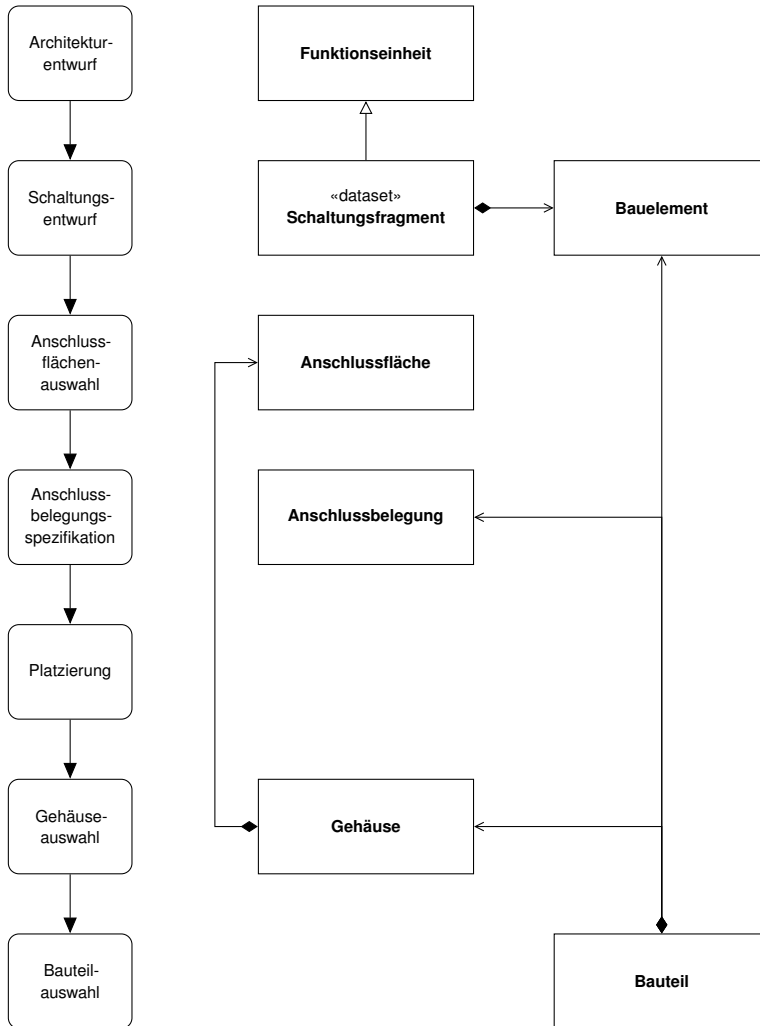 Architektur-
entwurf
Funktionseinheit
Schaltungs-
entwurf
«dataset»
Schaltungsfragment
Bauelement
Anschluss-
flächen-
auswahl
Anschlussfläche
Anschluss-
belegungs-
spezifikation
Anschlussbelegung
Platzierung
Gehäuse-
auswahl
Gehäuse
Bauteil-
auswahl
Bauteil